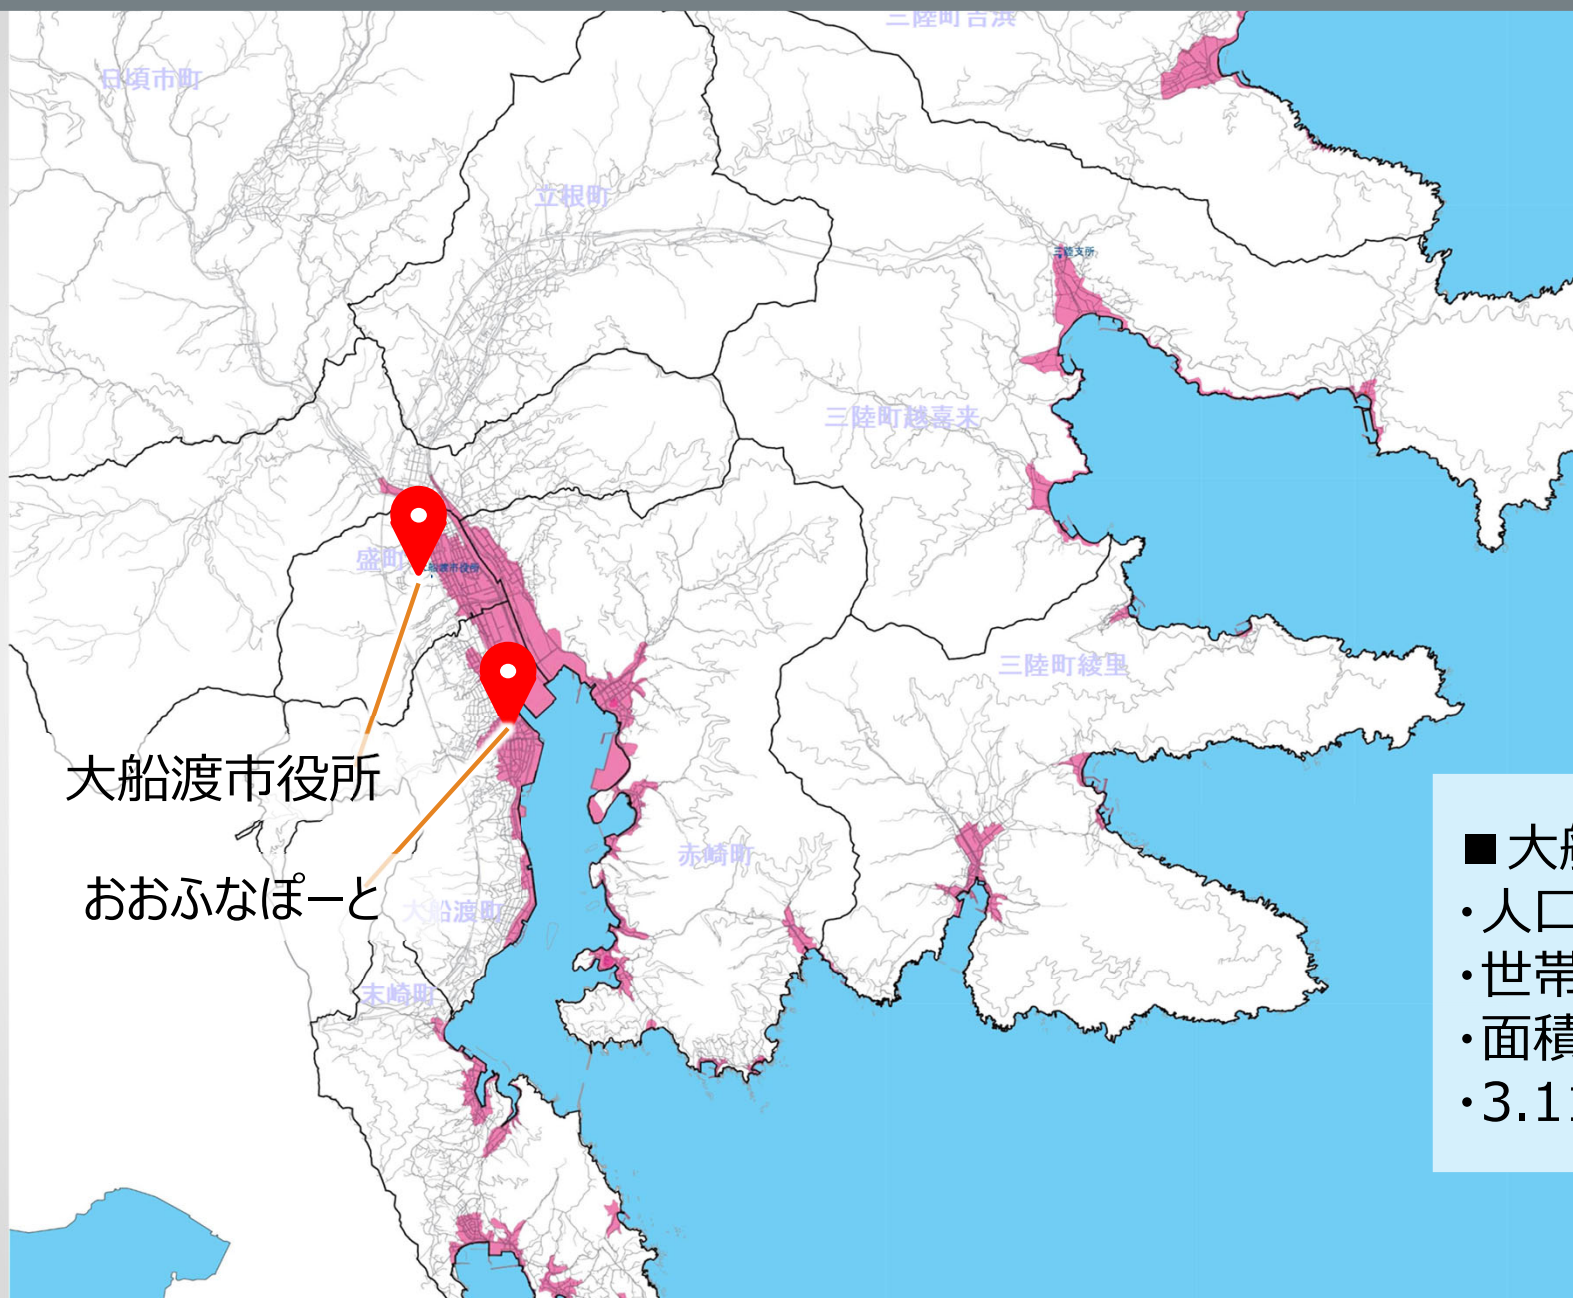 三陸町吉浜
日頃市町
立根町
三陸支所
三陸町越喜来
盛町
大船渡市役所
三陸町綾里
大船渡市役所
赤崎町
おおふなぽーと
大船渡町
末崎町
■大船
・人口
・世帯
・面積
・3.11